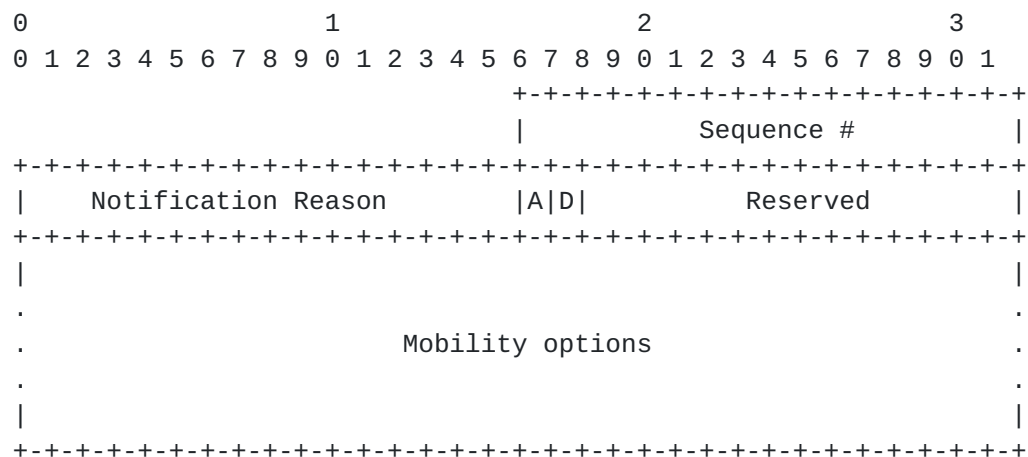 0                   1                   2                   3
0 1 2 3 4 5 6 7 8 9 0 1 2 3 4 5 6 7 8 9 0 1 2 3 4 5 6 7 8 9 0 1
                                +-+-+-+-+-+-+-+-+-+-+-+-+-+-+-+-+
                                |           Sequence #          |
+-+-+-+-+-+-+-+-+-+-+-+-+-+-+-+-+-+-+-+-+-+-+-+-+-+-+-+-+-+-+-+-+
|    Notification Reason        |A|D|          Reserved         |
+-+-+-+-+-+-+-+-+-+-+-+-+-+-+-+-+-+-+-+-+-+-+-+-+-+-+-+-+-+-+-+-+
|                                                               |
.                                                               .
.                        Mobility options                       .
.                                                               .
|                                                               |
+-+-+-+-+-+-+-+-+-+-+-+-+-+-+-+-+-+-+-+-+-+-+-+-+-+-+-+-+-+-+-+-+